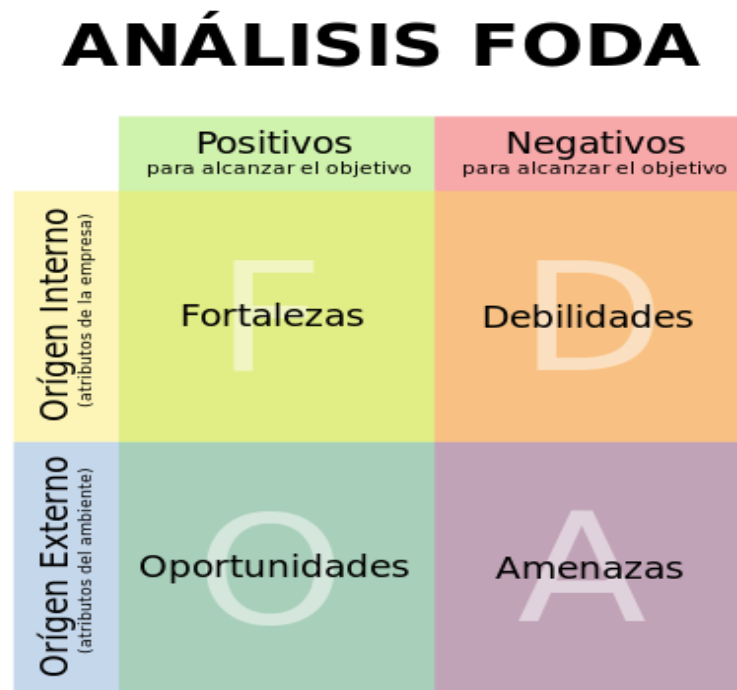 ANÁLISIS FODA
Positivos
para alcanzar el objetivo
Negativos
para alcanzar el objetivo
Orígen Interno
(atributos de la empresa)
F
Fortalezas
D
Debilidades
Orígen Externo
(atributos del ambiente)
O
Oportunidades
A
Amenazas